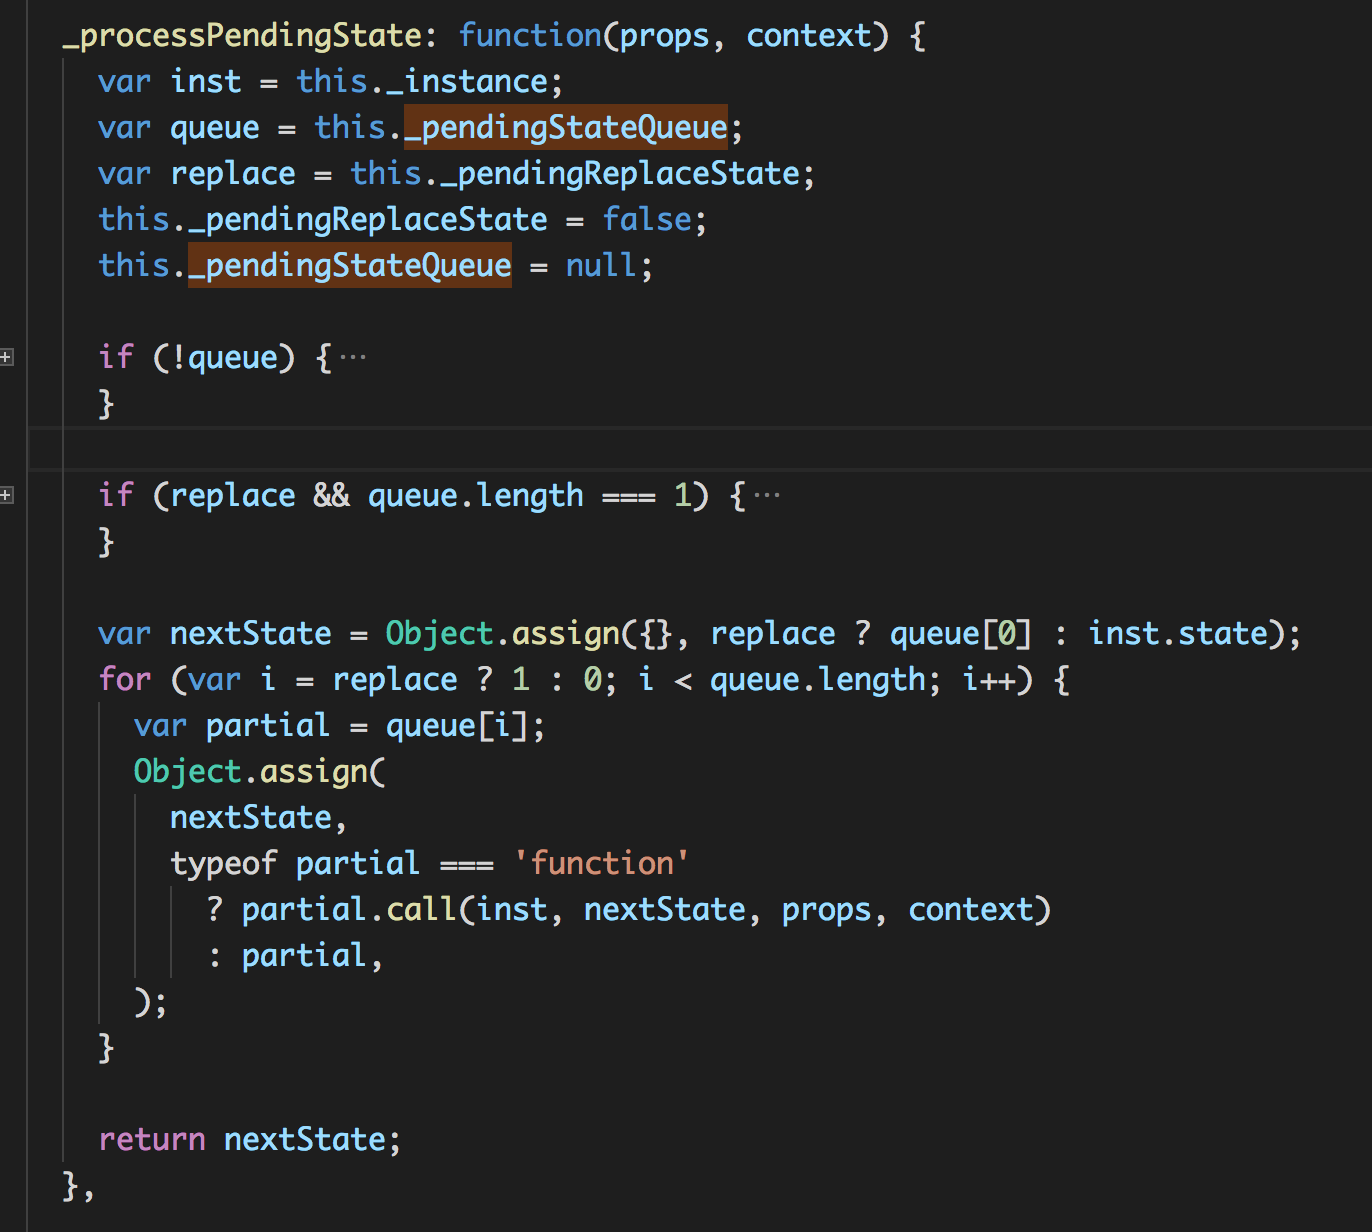 _processPendingState: function(props, context) {
var inst = this._instance;
var queue = this._pendingStateQueue;
var replace = this._pendingReplaceState;
this._pendingReplaceState = false;
this._pendingStateQueue = null;
if (!queue) {···
}
if (replace && queue.length === 1) {···
}
var nextState = Object.assign({}, replace ? queue[0] : inst.state);
for (var i = replace ? 1 : 0; i < queue.length; i++) {
var partial = queue[i];
Object.assign(
nextState,
typeof partial === 'function'
? partial.call(inst, nextState, props, context)
: partial,
);
}
return nextState;
},